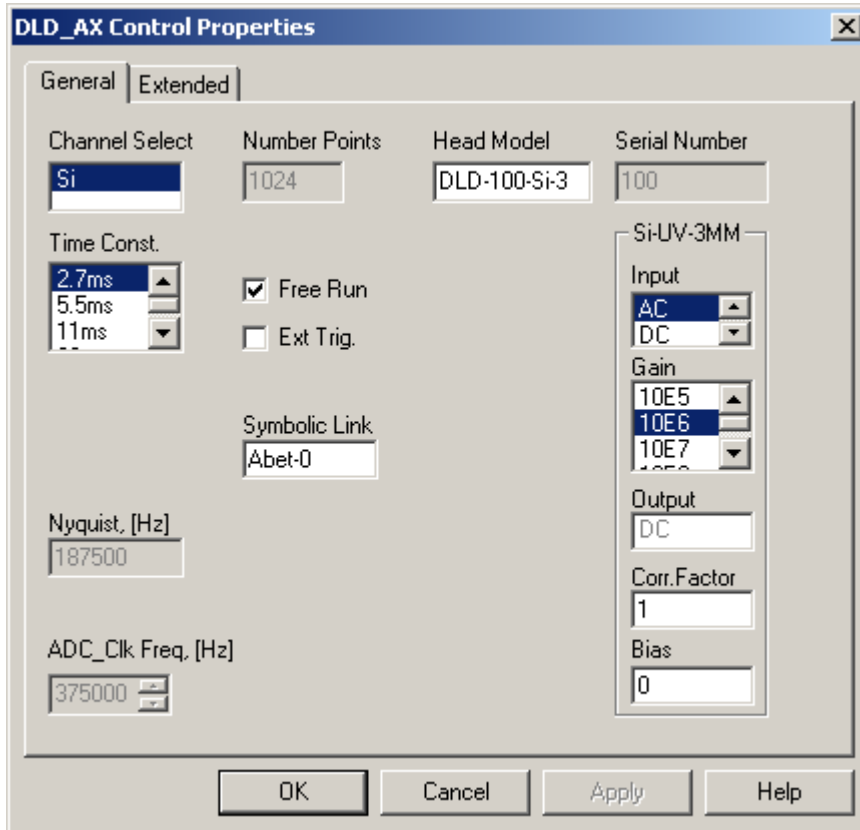 DLD_AX Control Properties
General
Extended
Channel Select
Number Points
Head Model
Serial Number
Si
1024
DLD-100-Si-3
100
Time Const.
2.7ms
5.5ms
11ms
Free Run
Ext Trig.
Symbolic Link
Abet-0
Nyquist, [Hz]
187500
ADC_Clk Freq, [Hz]
375000
Si-UV-3MM
Input
AC
DC
Gain
10E5
10E6
10E7
Output
DC
Corr.Factor
1
Bias
0
OK
Cancel
Apply
Help